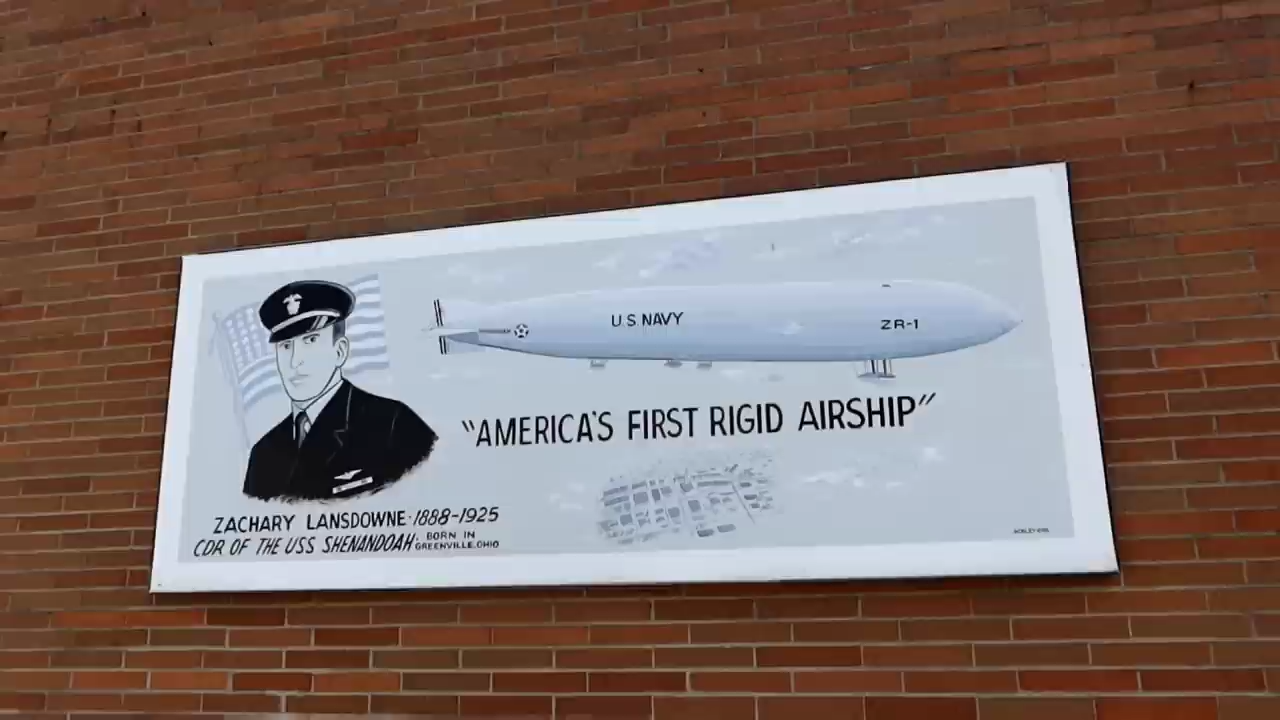 U.S. NAVY
ZR-1
"AMERICA'S FIRST RIGID AIRSHIP"
ZACHARY LANSDOWNE·1888-1925
CDR OF THE USS SHENANDOAH· BORN IN
GREENVILLE, OHIO